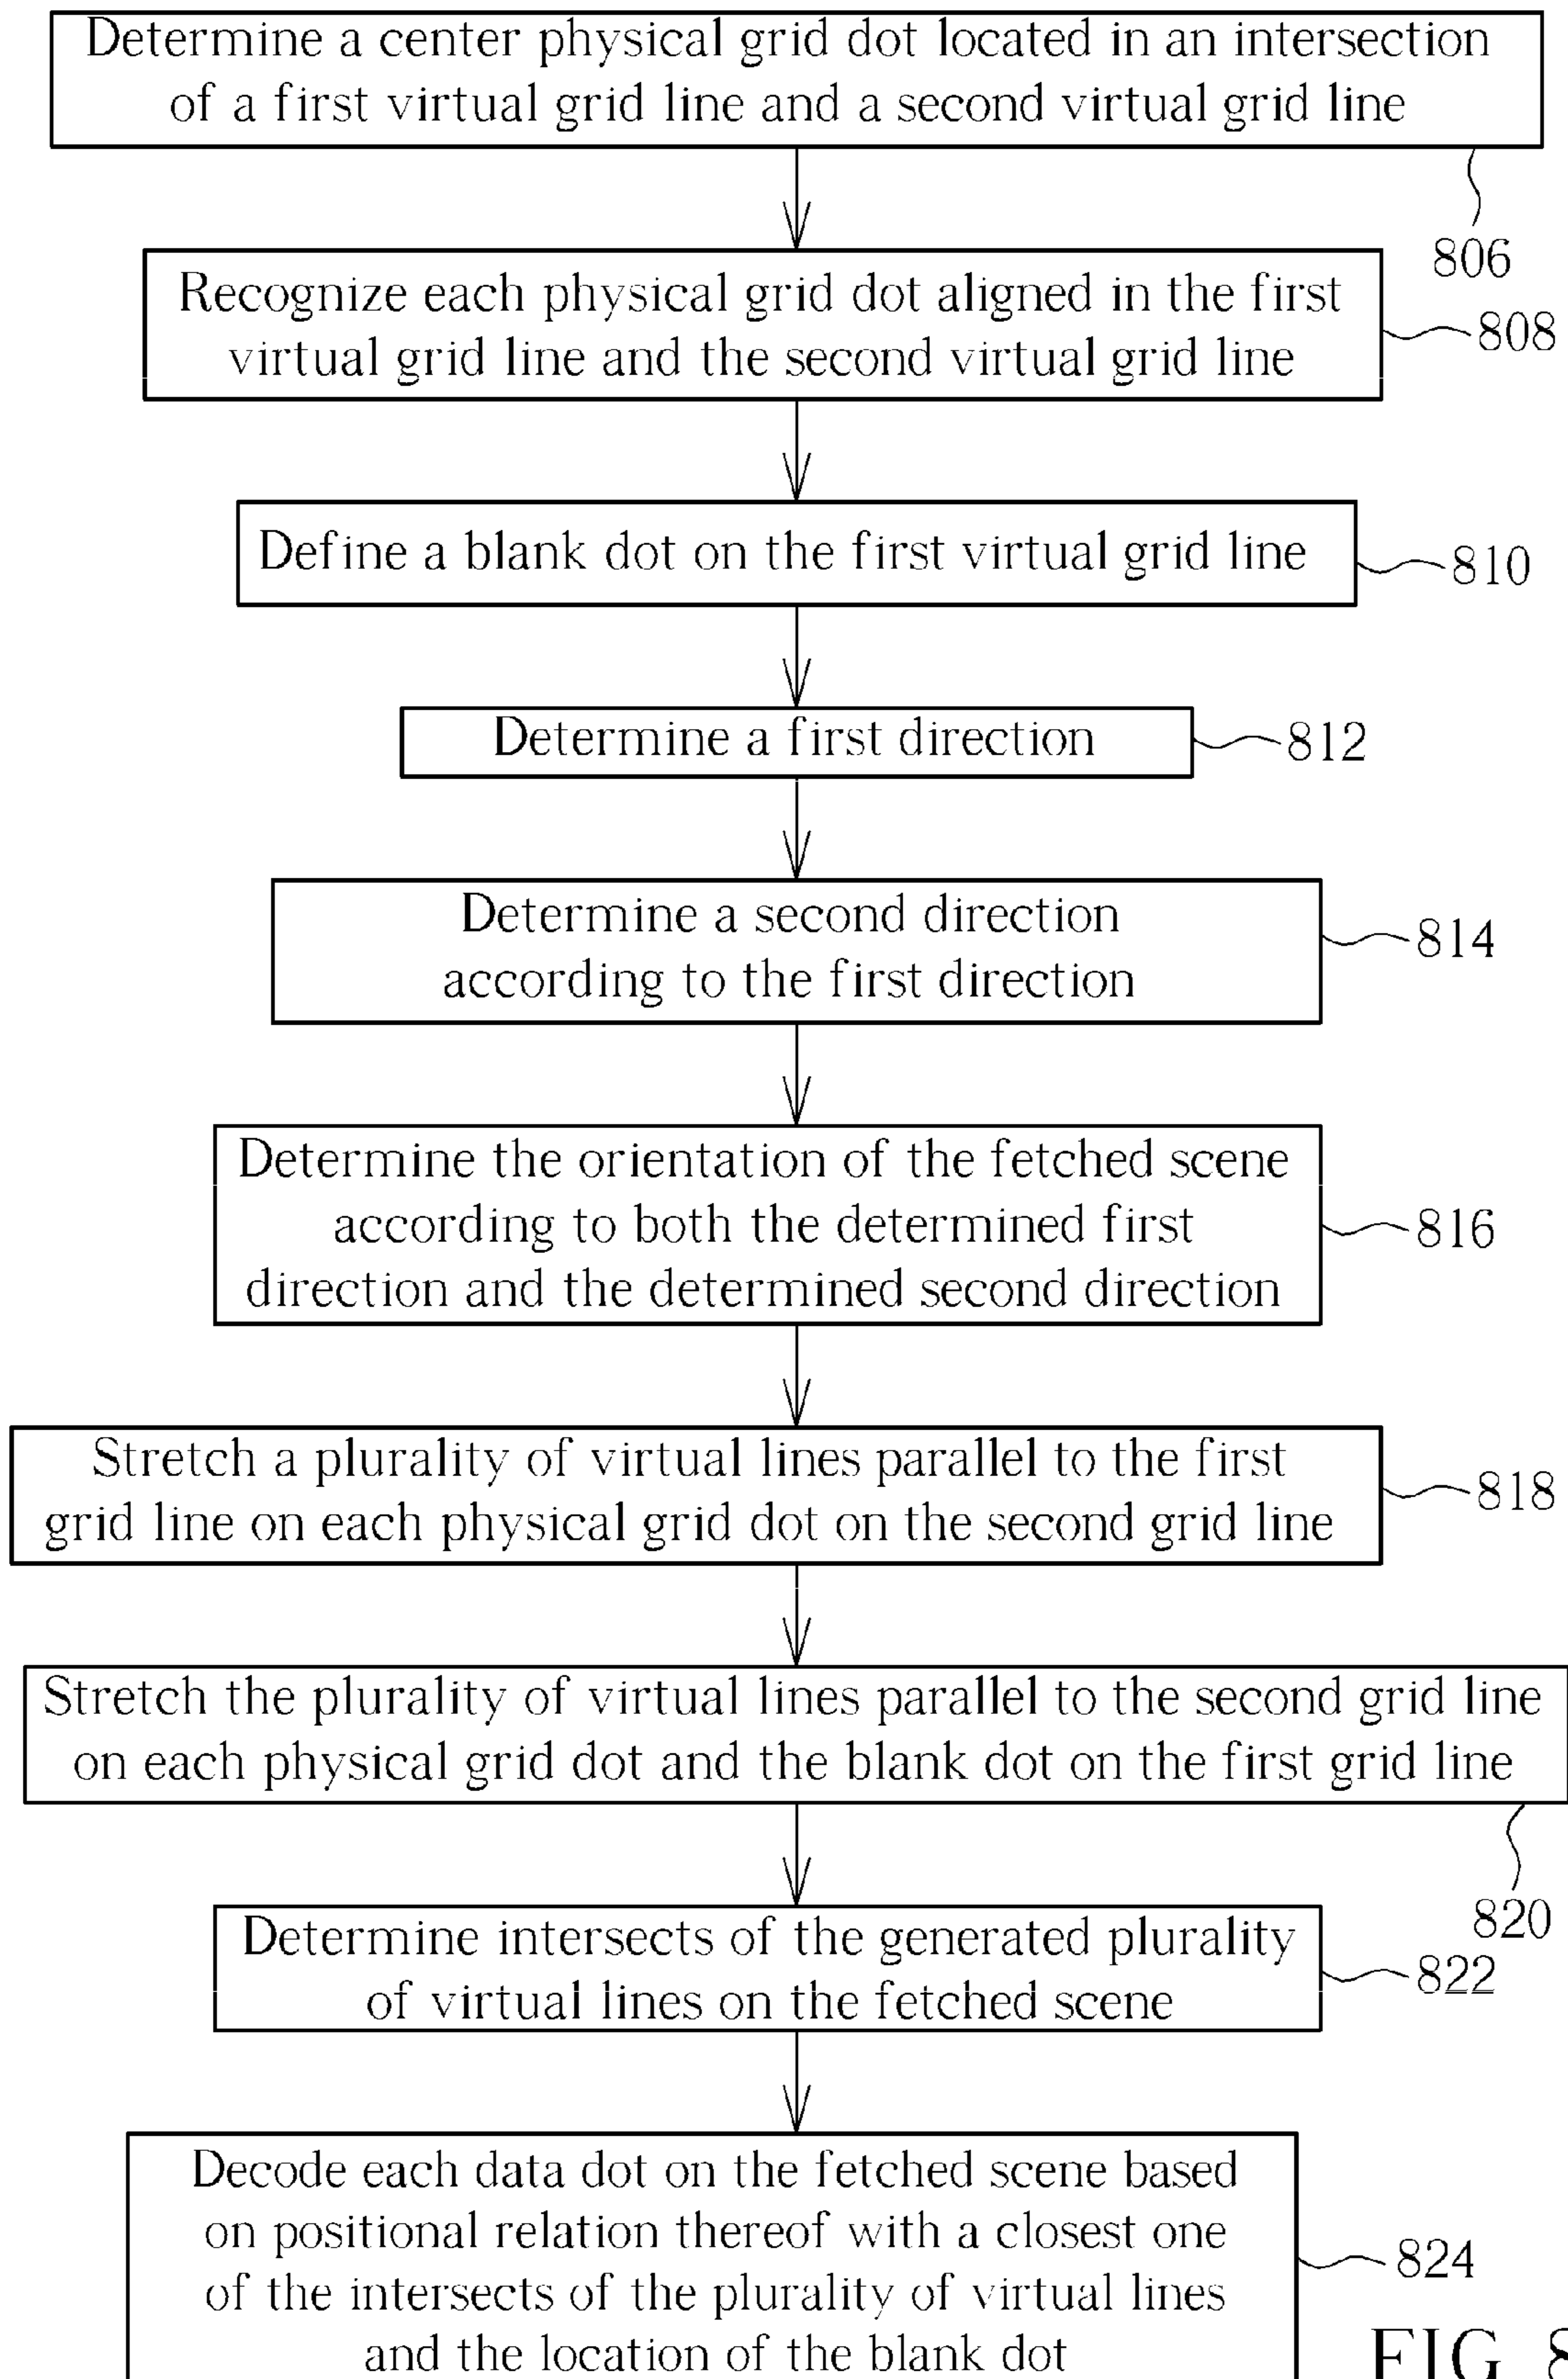 Determine a center physical grid dot located in an intersection
of a first virtual grid line and a second virtual grid line
806
Recognize each physical grid dot aligned in the first
virtual grid line and the second virtual grid line
808
Define a blank dot on the first virtual grid line
810
Determine a first direction
812
Determine a second direction
according to the first direction
814
Determine the orientation of the fetched scene
according to both the determined first
direction and the determined second direction
816
Stretch a plurality of virtual lines parallel to the first
grid line on each physical grid dot on the second grid line
818
Stretch the plurality of virtual lines parallel to the second grid line
on each physical grid dot and the blank dot on the first grid line
820
Determine intersects of the generated plurality
of virtual lines on the fetched scene
822
Decode each data dot on the fetched scene based
on positional relation thereof with a closest one
of the intersects of the plurality of virtual lines
and the location of the blank dot
824
FIG. 8